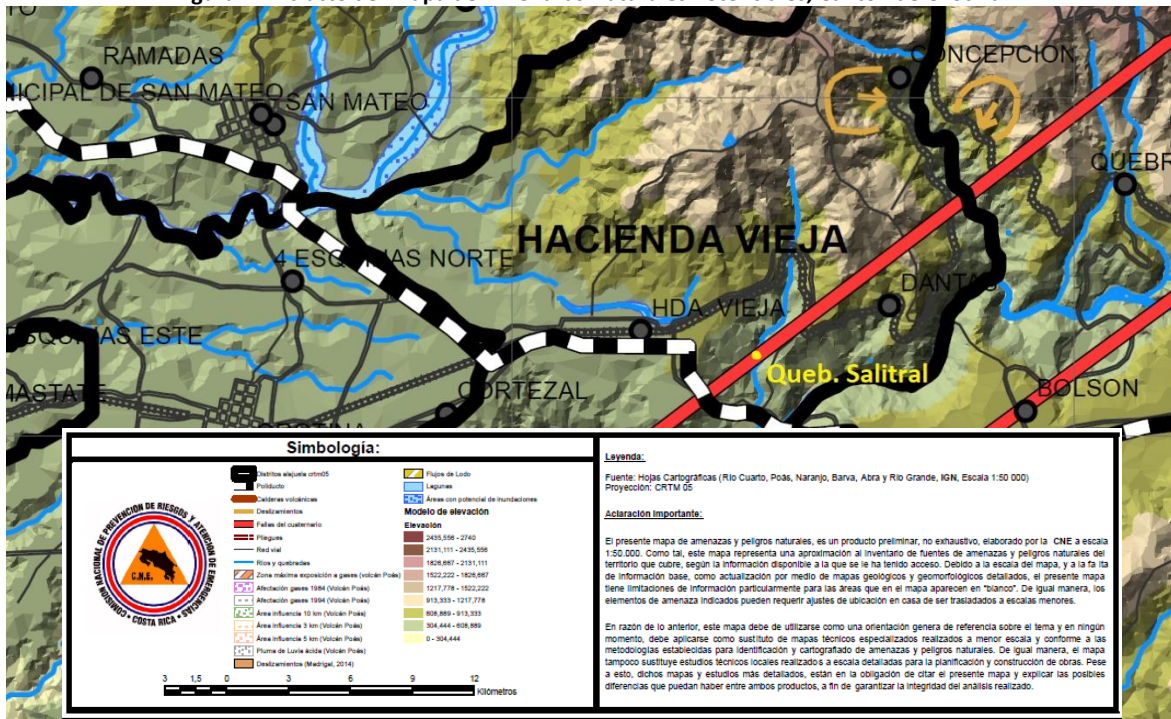 RAMADAS
CONCEPCION
NICIPAL DE SAN MATEO
SAN MATEO
QUEBR
HACIENDA VIEJA
4 ESQUINAS NORTE
DANTAS
HDA. VIEJA
ESQUINAS ESTE
Queb. Salitral
MASTATE
CORTEZAL
BOLSON
Simbología:
Distritos alajuela crtm05
Poliducto
Calderas volcánicas
Deslizamientos
Fallas del cuaternario
Pliegues
Red vial
Ríos y quebradas
Zona máxima exposición a gases (volcán Poás)
Afectación gases 1984 (Volcán Poás)
Afectación gases 1994 (Volcán Poás)
Área influencia 10 km (Volcán Poás)
Área influencia 3 km (Volcán Poás)
Área influencia 5 km (Volcán Poás)
Pluma de Luvia ácida (Volcán Poás)
Deslizamientos (Madrigal, 2014)
Flujos de Lodo
Lagunas
Áreas con potencial de inundaciones
Modelo de elevación
Elevación
2435,556 - 2740
2131,111 - 2435,556
1826,667 - 2131,111
1522,222 - 1826,667
1217,778 - 1522,222
913,333 - 1217,778
608,889 - 913,333
304,444 - 608,889
0 - 304,444
COMISIÓN NACIONAL DE PREVENCIÓN DE RIESGOS Y ATENCIÓN DE EMERGENCIAS
C.N.E.
COSTA RICA
3 1,5 0 3 6 9 12
Kilómetros
Leyenda:
Fuente: Hojas Cartográficas (Río Cuarto, Poás, Naranjo, Barva, Abra y Río Grande, IGN, Escala 1:50 000)
Proyección: CRTM 05
Aclaración Importante:
El presente mapa de amenazas y peligros naturales, es un producto preliminar, no exhaustivo, elaborado por la CNE a escala
1:50.000. Como tal, este mapa representa una aproximación al inventario de fuentes de amenazas y peligros naturales del
territorio que cubre, según la información disponible a la que se le ha tenido acceso. Debido a la escala del mapa, y a la fa ta
de información base, como actualización por medio de mapas geológicos y geomorfológicos detallados, el presente mapa
tiene limitaciones de información particularmente para las áreas que en el mapa aparecen en "blanco". De igual manera, los
elementos de amenaza indicados pueden requerir ajustes de ubicación en casa de ser trasladados a escalas menores.
En razón de lo anterior, este mapa debe de utilizarse como una orientación genera de referencia sobre el tema y en ningún
momento, debe aplicarse como sustituto de mapas técnicos especializados realizados a menor escala y conforme a las
metodologías establecidas para identificación y cartografiado de amenazas y peligros naturales. De igual manera, el mapa
tampoco sustituye estudios técnicos locales realizados a escala detalladas para la planificación y construcción de obras. Pese
a esto, dichos mapas y estudios más detallados, están en la obligación de citar el presente mapa y explicar las posibles
diferencias que puedan haber entre ambos productos, a fin de garantizar la integridad del análisis realizado.